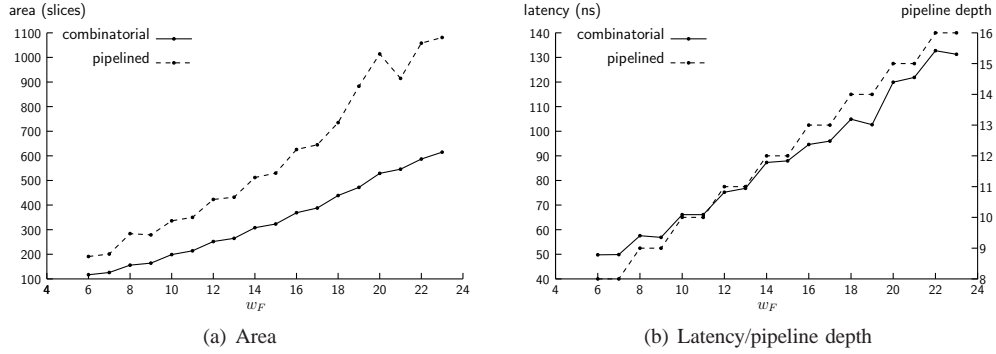 area (slices)
1100
1000
900
800
700
600
500
400
300
200
100
combinatorial
pipelined
4 6 8 10 12 14 16 18 20 22 24
w_F
(a) Area
latency (ns)
pipeline depth
140
130
120
110
100
90
80
70
60
50
40
combinatorial
pipelined
16
15
14
13
12
11
10
9
8
4 6 8 10 12 14 16 18 20 22 24
w_F
(b) Latency/pipeline depth